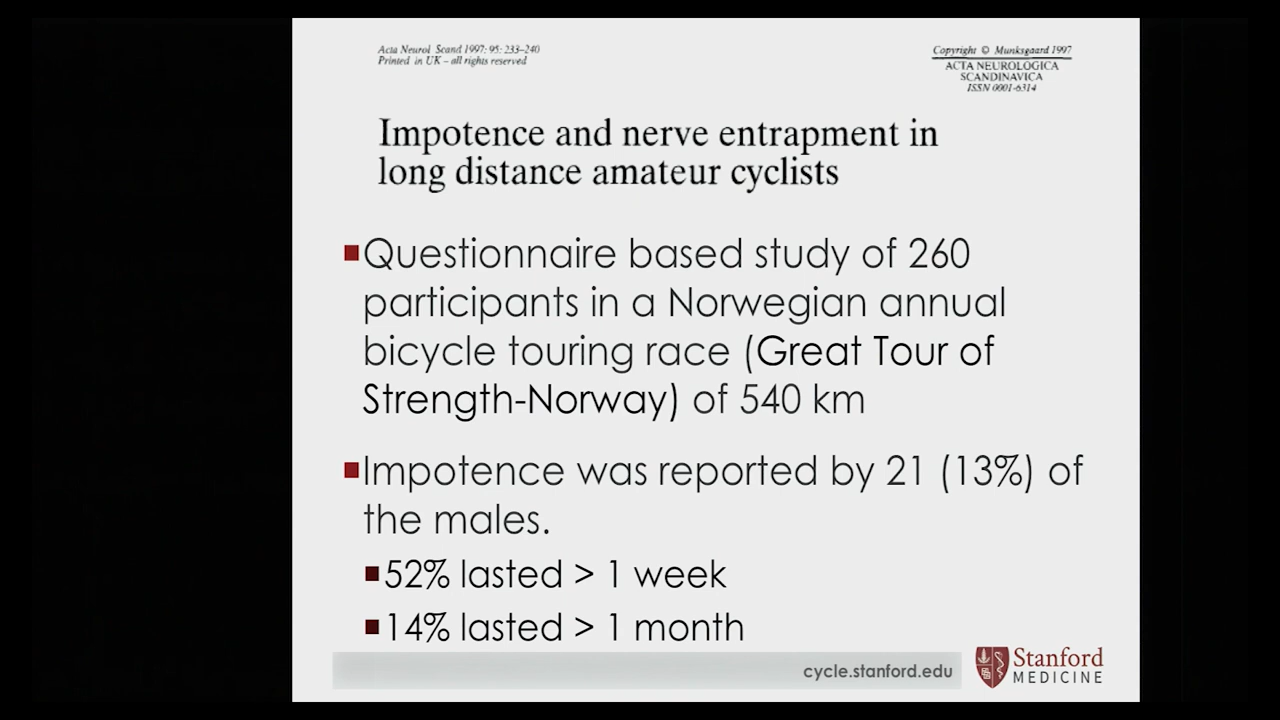 Acta Neurol Scand 1997: 95: 233–240
Printed in UK – all rights reserved
Copyright © Munksgaard 1997
ACTA NEUROLOGICA
SCANDINAVICA
ISSN 0001-6314
Impotence and nerve entrapment in
long distance amateur cyclists
Questionnaire based study of 260
participants in a Norwegian annual
bicycle touring race (Great Tour of
Strength-Norway) of 540 km
Impotence was reported by 21 (13%) of
the males.
52% lasted > 1 week
14% lasted > 1 month
cycle.stanford.edu
Stanford
MEDICINE